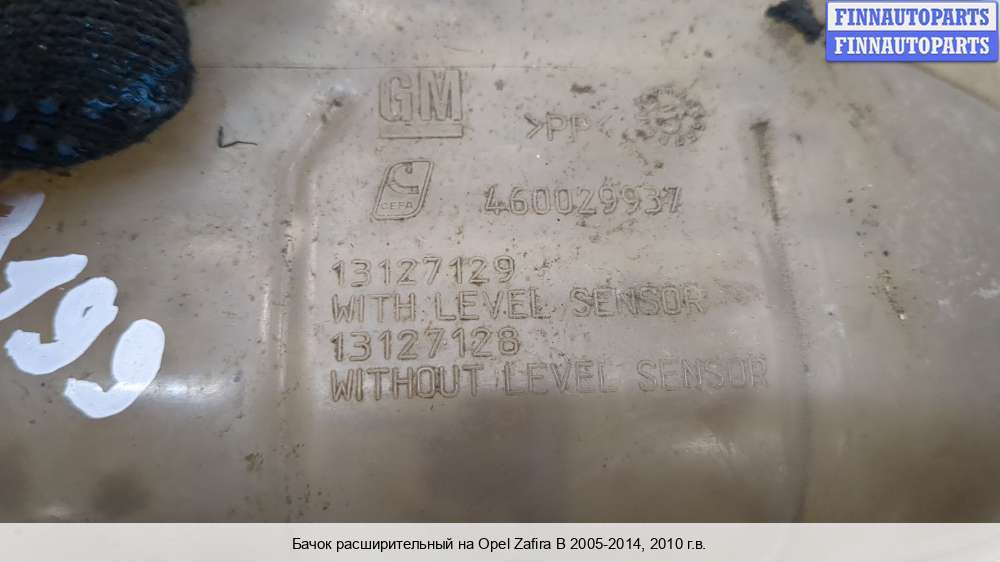 FINNAUTOPARTS
FINNAUTOPARTS
GM
>PP<
CEFA
460029937
13127129
WITH LEVEL SENSOR
13127128
WITHOUT LEVEL SENSOR
Бачок расширительный на Opel Zafira B 2005-2014, 2010 г.в.